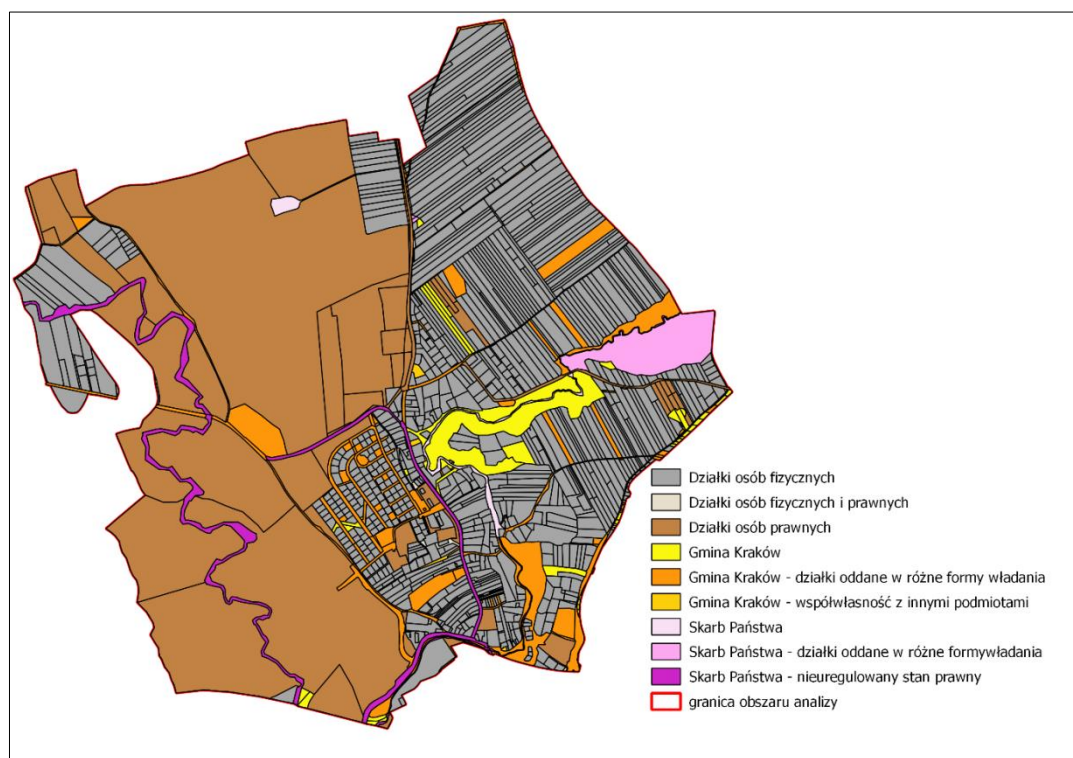 Działki osób fizycznych
Działki osób fizycznych i prawnych
Działki osób prawnych
Gmina Kraków
Gmina Kraków - działki oddane w różne formy władania
Gmina Kraków - współwłasność z innymi podmiotami
Skarb Państwa
Skarb Państwa - działki oddane w różne formywładania
Skarb Państwa - nieuregulowany stan prawny
granica obszaru analizy